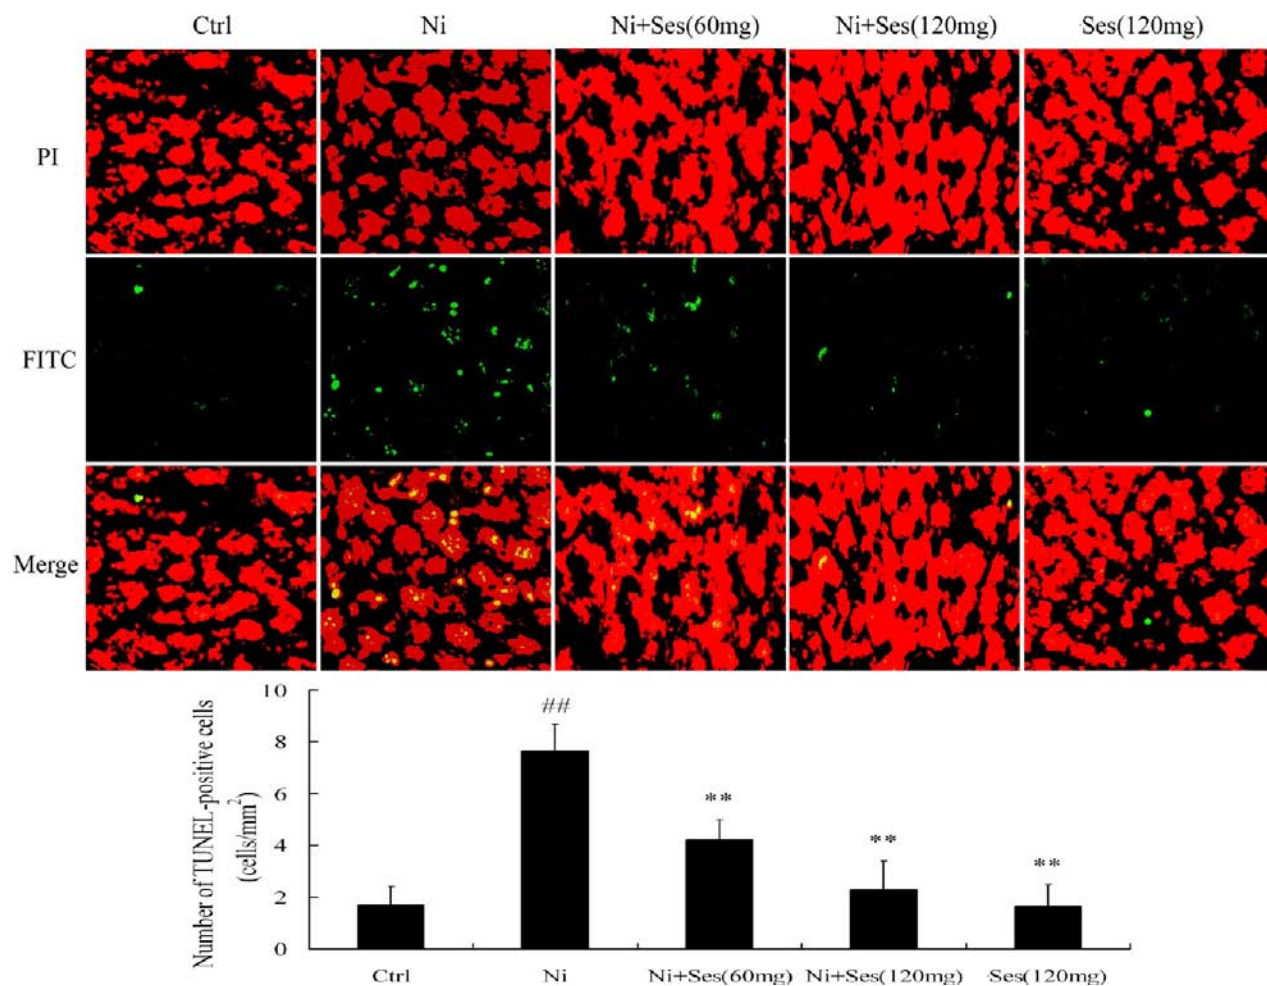 Ctrl Ni Ni+Ses(60mg) Ni+Ses(120mg) Ses(120mg)
PI
FITC
Merge
Number of TUNEL-positive cells
(cells/mm²)
10
##
8
6
**
4
**
**
2
0
Ctrl Ni Ni+Ses(60mg) Ni+Ses(120mg) Ses(120mg)